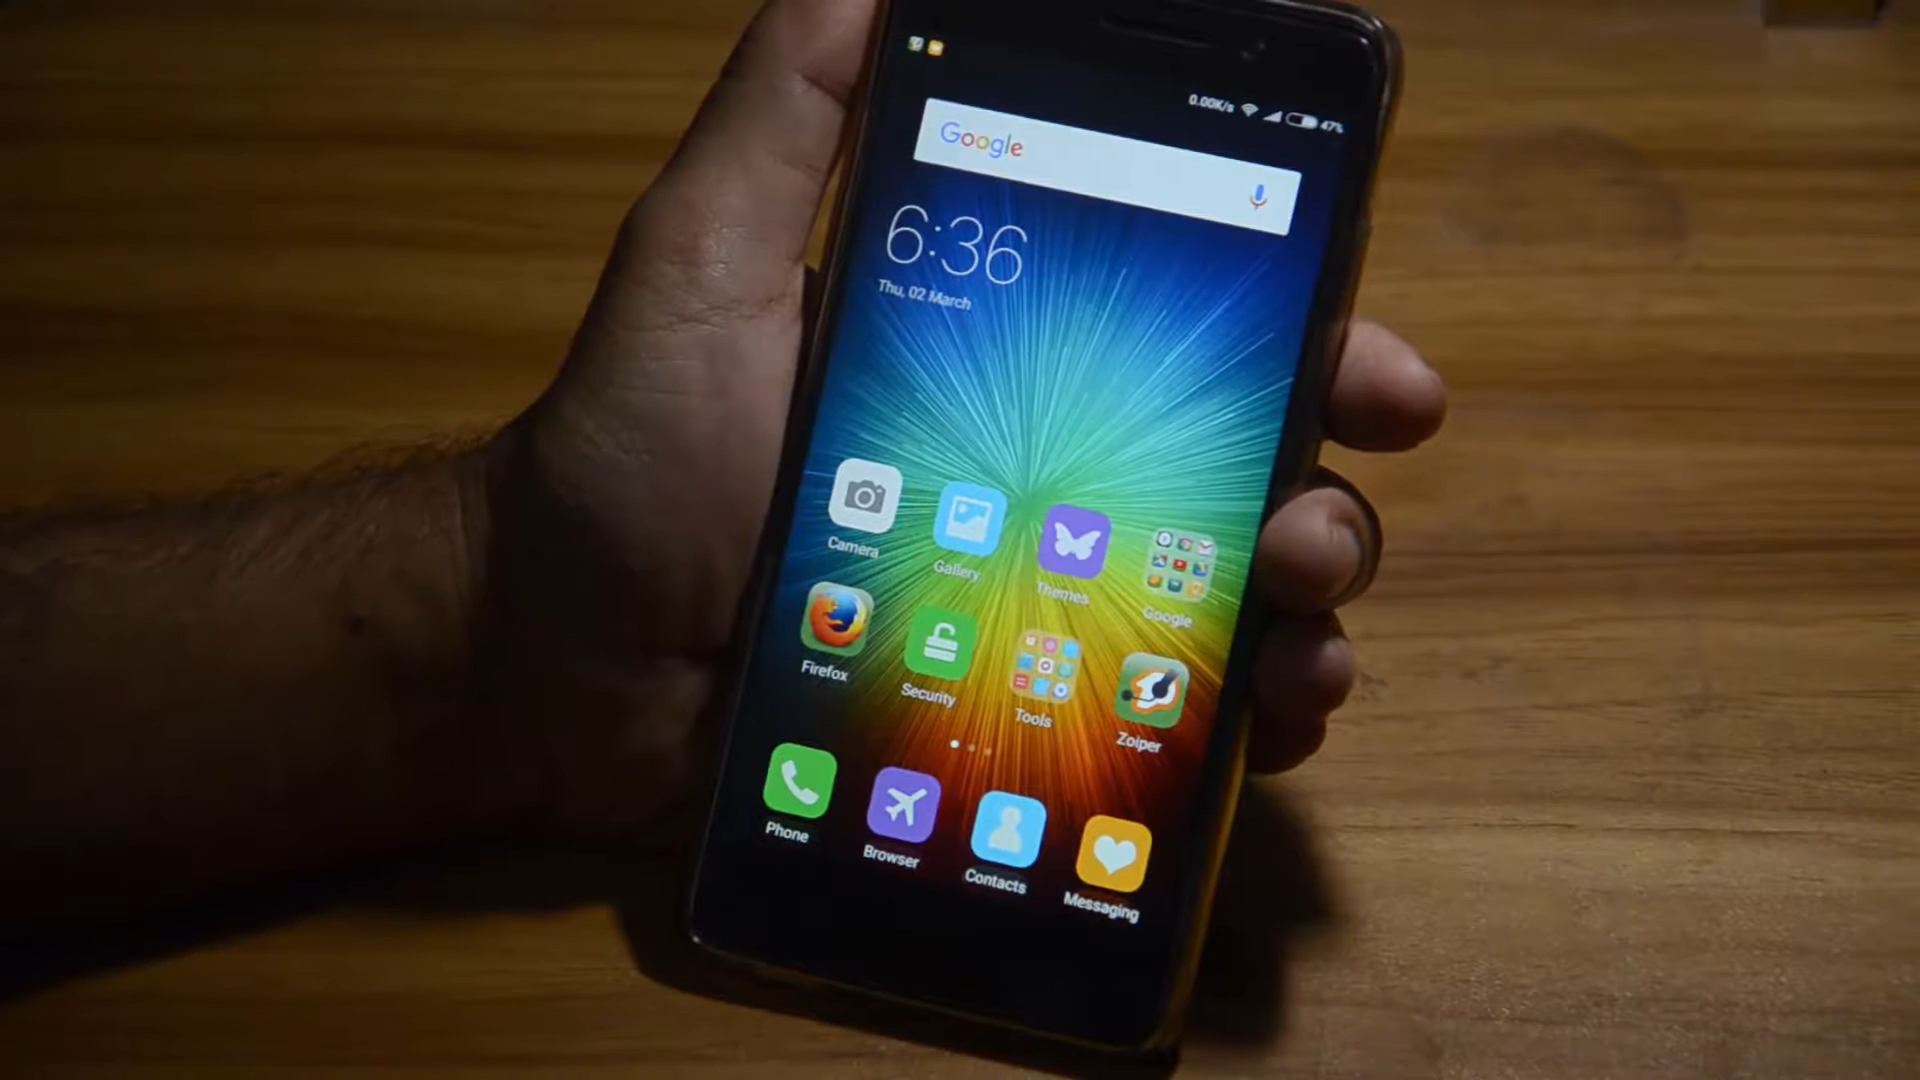 0.00K/s 47%
Google
6:36
Thu, 02 March
Camera Gallery Themes Google
Firefox Security Tools Zoiper
Phone Browser Contacts Messaging